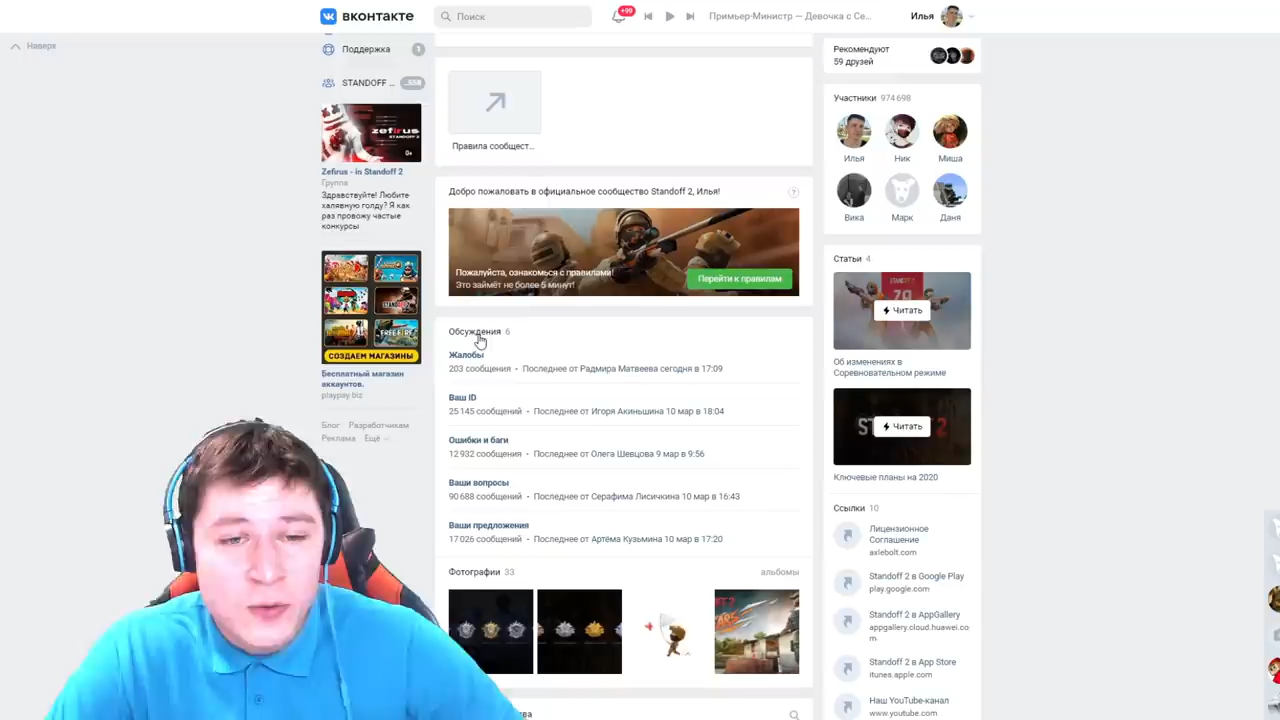 вконтакте
Поиск
+99
Примьер-Министр — Девочка с Се...
Илья
Наверх
Поддержка 1
STANDOFF ...
zefirus
STANDOFF 2
0+
Zefirus - in Standoff 2
Группа
Здравствуйте! Любите
халявную голду? Я как
раз провожу частые
конкурсы
FREE FIRE
СОЗДАЕМ МАГАЗИНЫ
Бесплатный магазин
аккаунтов.
playpay.biz
Блог Разработчикам
Реклама Ещё
Правила сообщест...
Добро пожаловать в официальное сообщество Standoff 2, Илья!
?
Пожалуйста, ознакомься с правилами!
Это займёт не более 5 минут!
Перейти к правилам
Обсуждения 6
Жалобы
203 сообщения · Последнее от Радмира Матвеева сегодня в 17:09
Ваш ID
25 145 сообщений · Последнее от Игоря Акиньшина 10 мар в 18:04
Ошибки и баги
12 932 сообщения · Последнее от Олега Шевцова 9 мар в 9:56
Ваши вопросы
90 688 сообщений · Последнее от Серафима Лисичкина 10 мар в 16:43
Ваши предложения
17 026 сообщений · Последнее от Артёма Кузьмина 10 мар в 17:20
Фотографии 33
альбомы
Рекомендуют
59 друзей
Участники 974 698
Илья Ник Миша
Вика Марк Даня
Статьи 4
Читать
Об изменениях в
Соревновательном режиме
Читать
Ключевые планы на 2020
Ссылки 10
Лицензионное
Соглашение
axlebolt.com
Standoff 2 в Google Play
play.google.com
Standoff 2 в AppGallery
appgallery.cloud.huawei.co
m
Standoff 2 в App Store
itunes.apple.com
Наш YouTube-канал
www.youtube.com